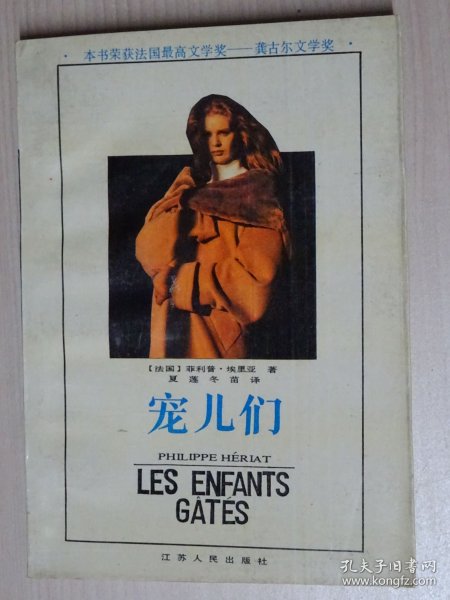 ·本书荣获法国最高文学奖——龚古尔文学奖·
〔法国〕菲利普·埃里亚 著
夏莲冬苗译
宠儿们
PHILIPPE HÉRIAT
LES ENFANTS
GÂTÉS
江苏人民出版社
孔夫子旧书网
www.kongfz.com